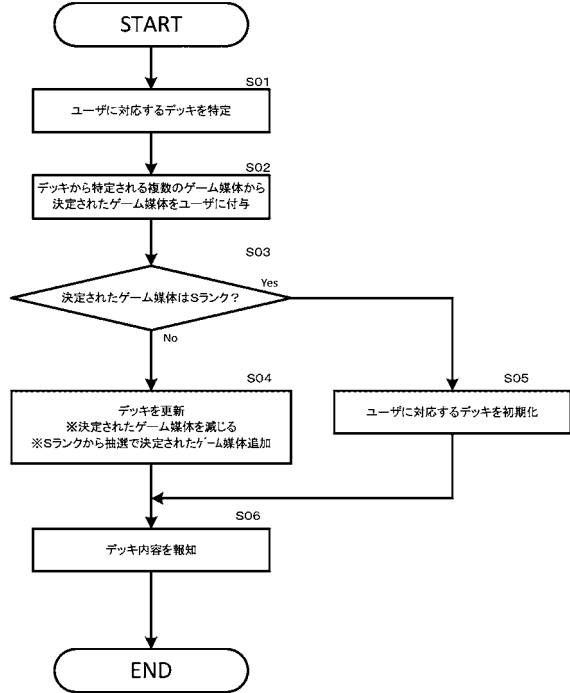 START
S01
ユーザに対応するデッキを特定
S02
デッキから特定される複数のゲーム媒体から
決定されたゲーム媒体をユーザに付与
S03
決定されたゲーム媒体はSランク？
Yes
No
S04
デッキを更新
※決定されたゲーム媒体を減じる
※Sランクから抽選で決定されたゲーム媒体追加
S05
ユーザに対応するデッキを初期化
S06
デッキ内容を報知
END